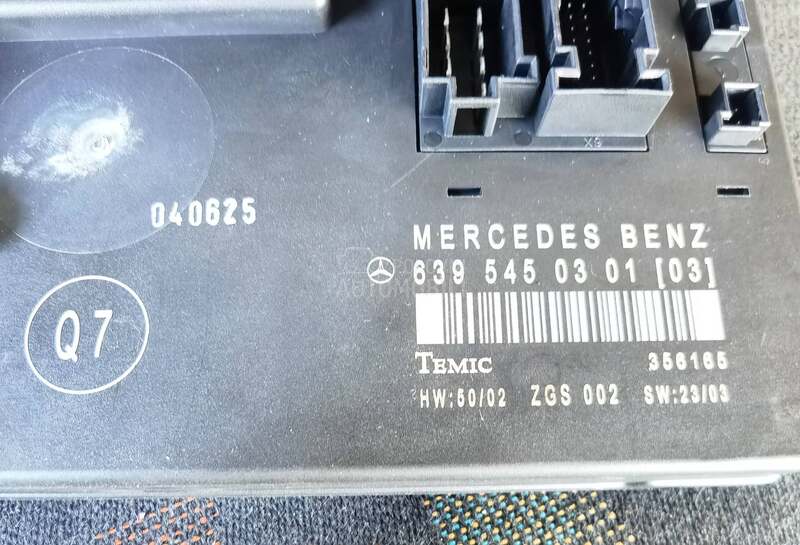 X3
040625
MERCEDES BENZ
639 545 03 01 [03]
Q7
TEMIC 356165
HW:50/02 ZGS 002 SW:23/03